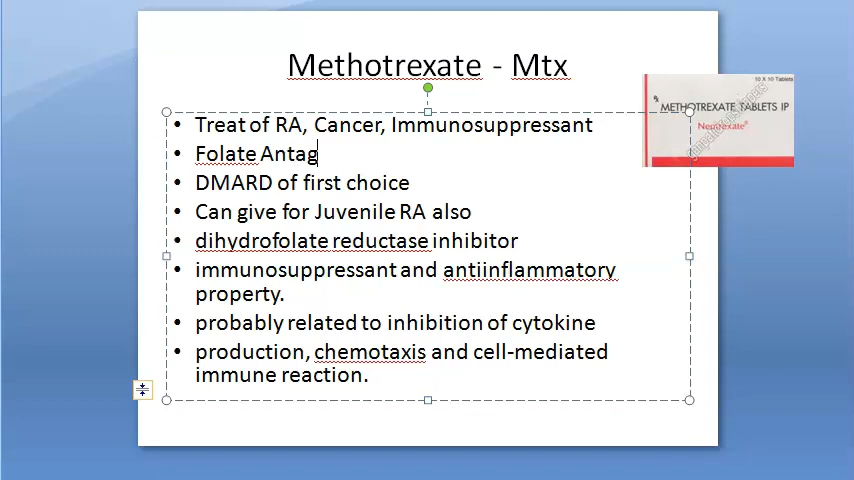 Methotrexate - Mtx
10 X 10 Tablets
℞ METHOTREXATE TABLETS IP
Neotrexate®
• Treat of RA, Cancer, Immunosuppressant
• Folate Antag
• DMARD of first choice
• Can give for Juvenile RA also
• dihydrofolate reductase inhibitor
• immunosuppressant and antiinflammatory
property.
• probably related to inhibition of cytokine
• production, chemotaxis and cell-mediated
immune reaction.